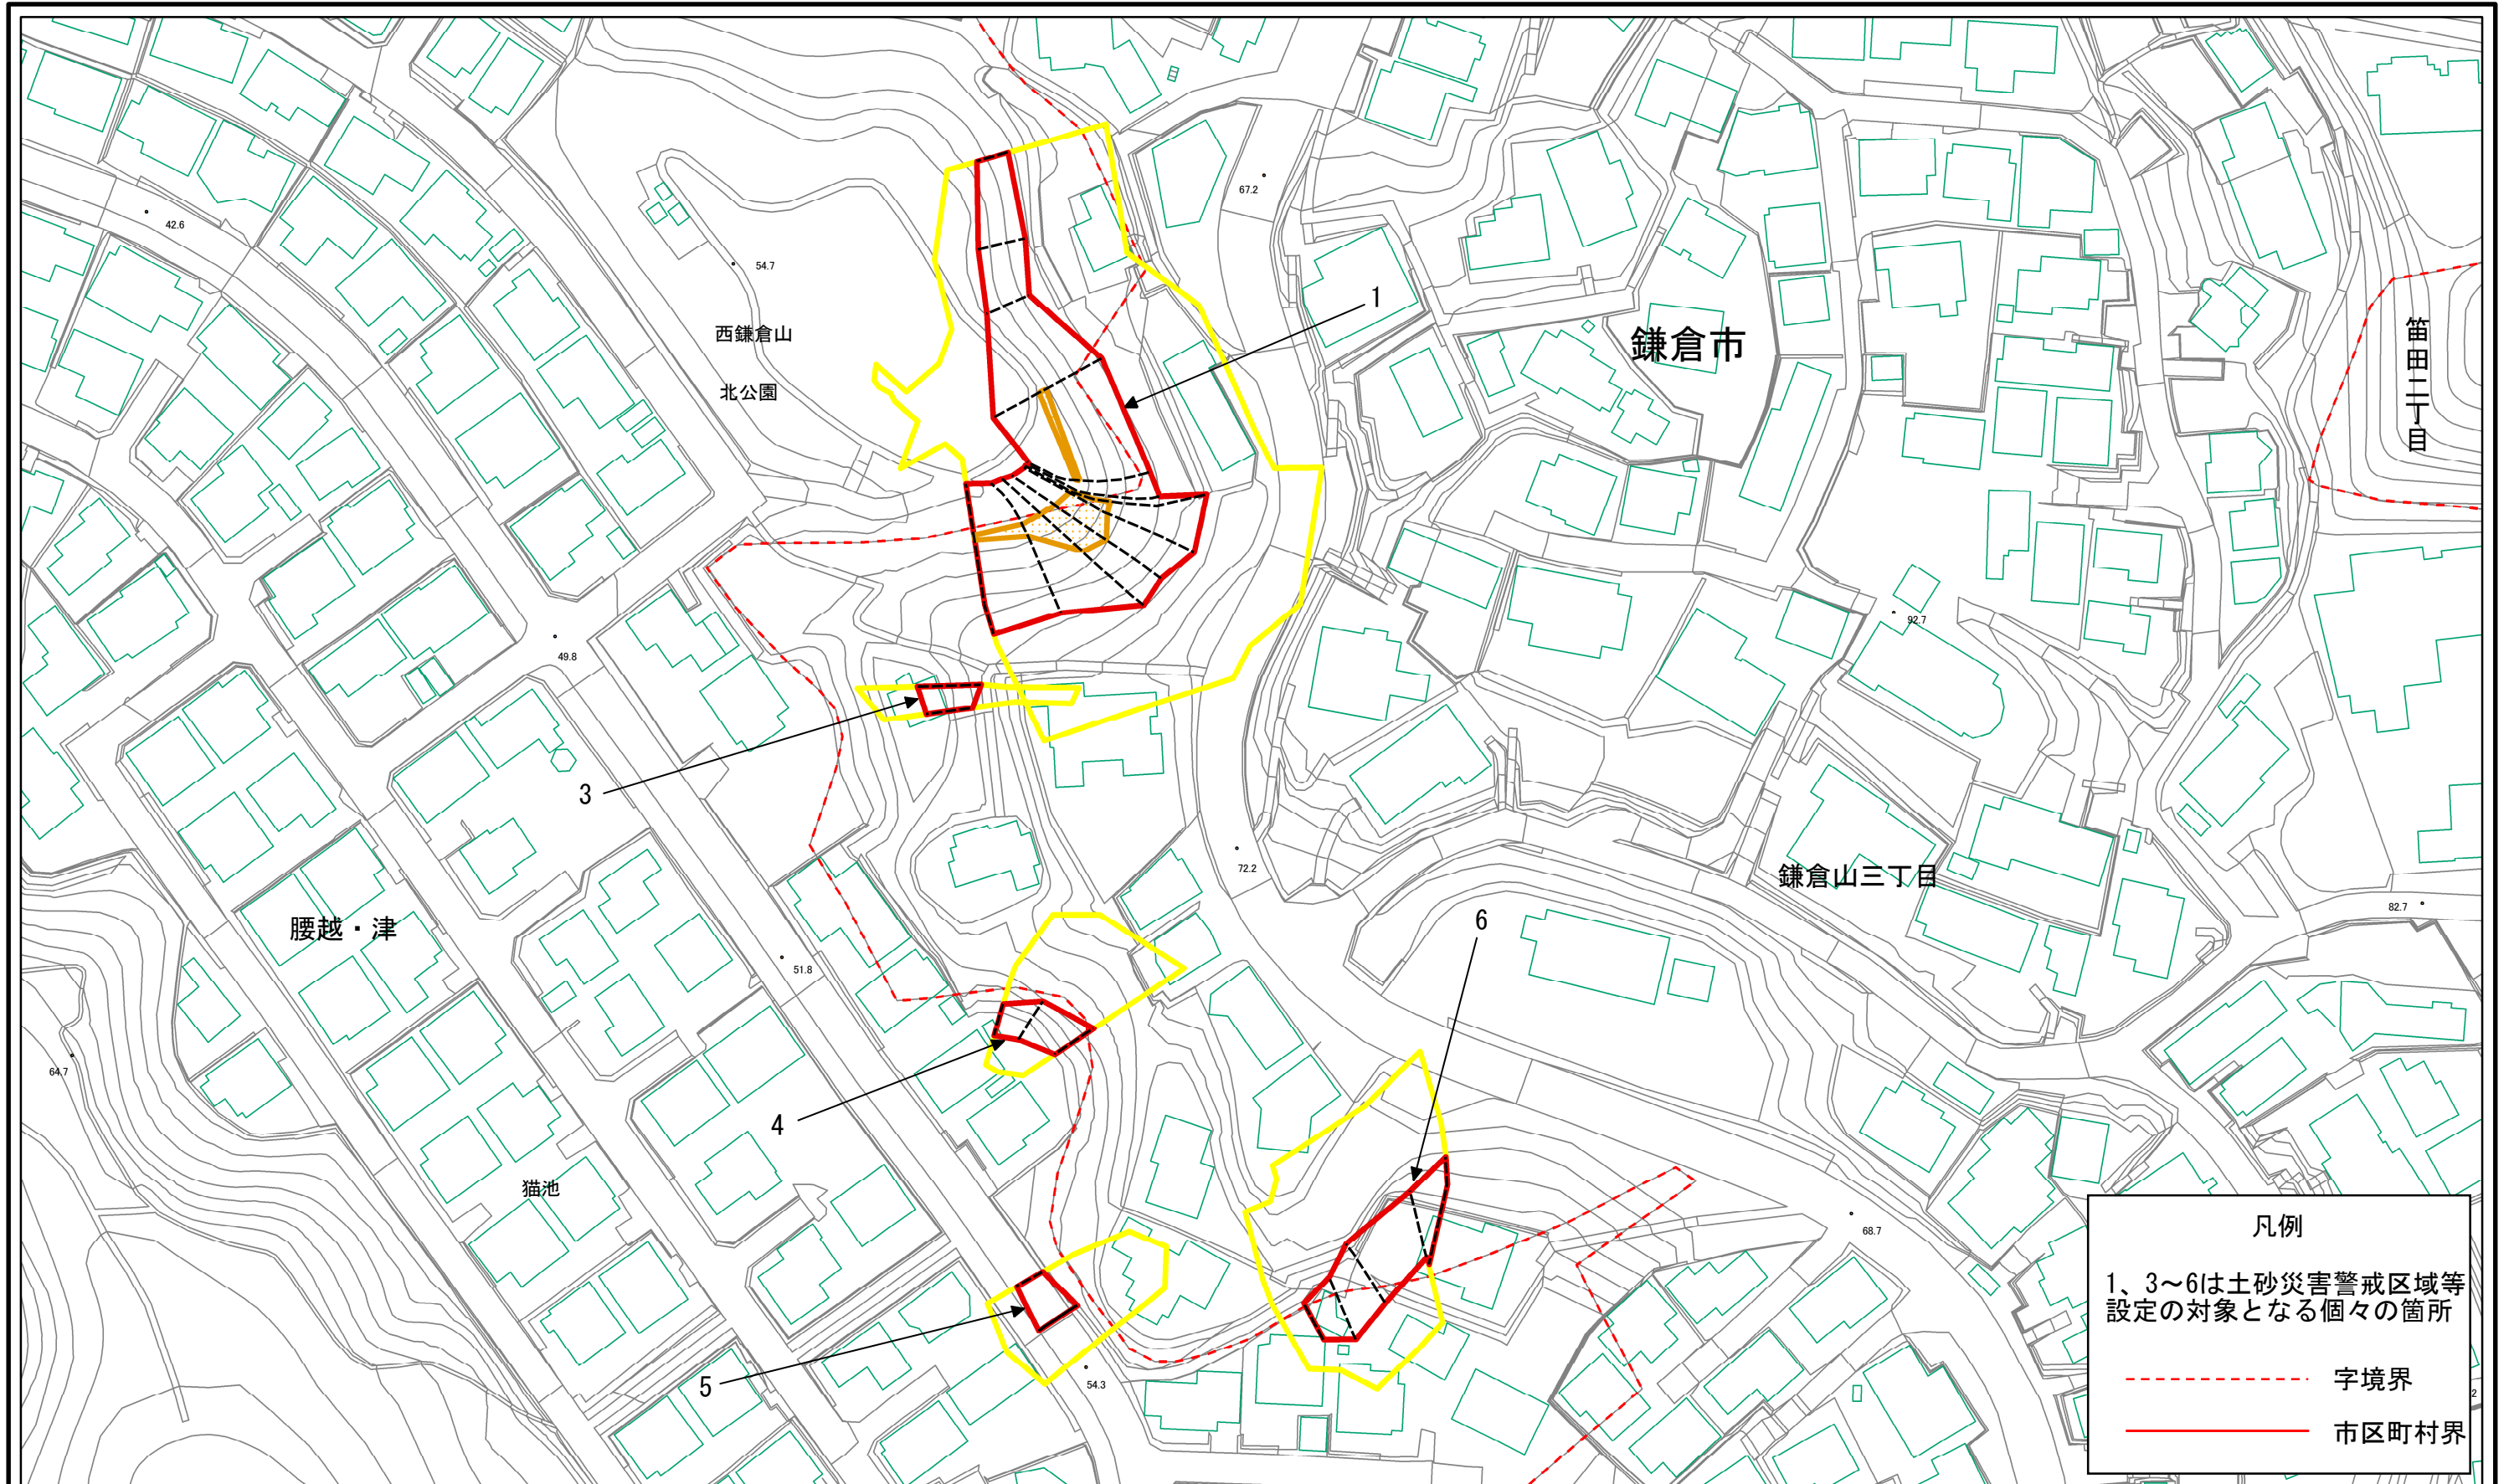 67.2
42.6
54.7
1
西鎌倉山
鎌倉市
笛田二丁目
北公園
92.7
49.8
3
72.2
鎌倉山三丁目
82.7
6
腰越・津
51.8
64.7
4
猫池
68.7
5
54.3
凡例
1、3～6は土砂災害警戒区域等
設定の対象となる個々の箇所
字境界
市区町村界